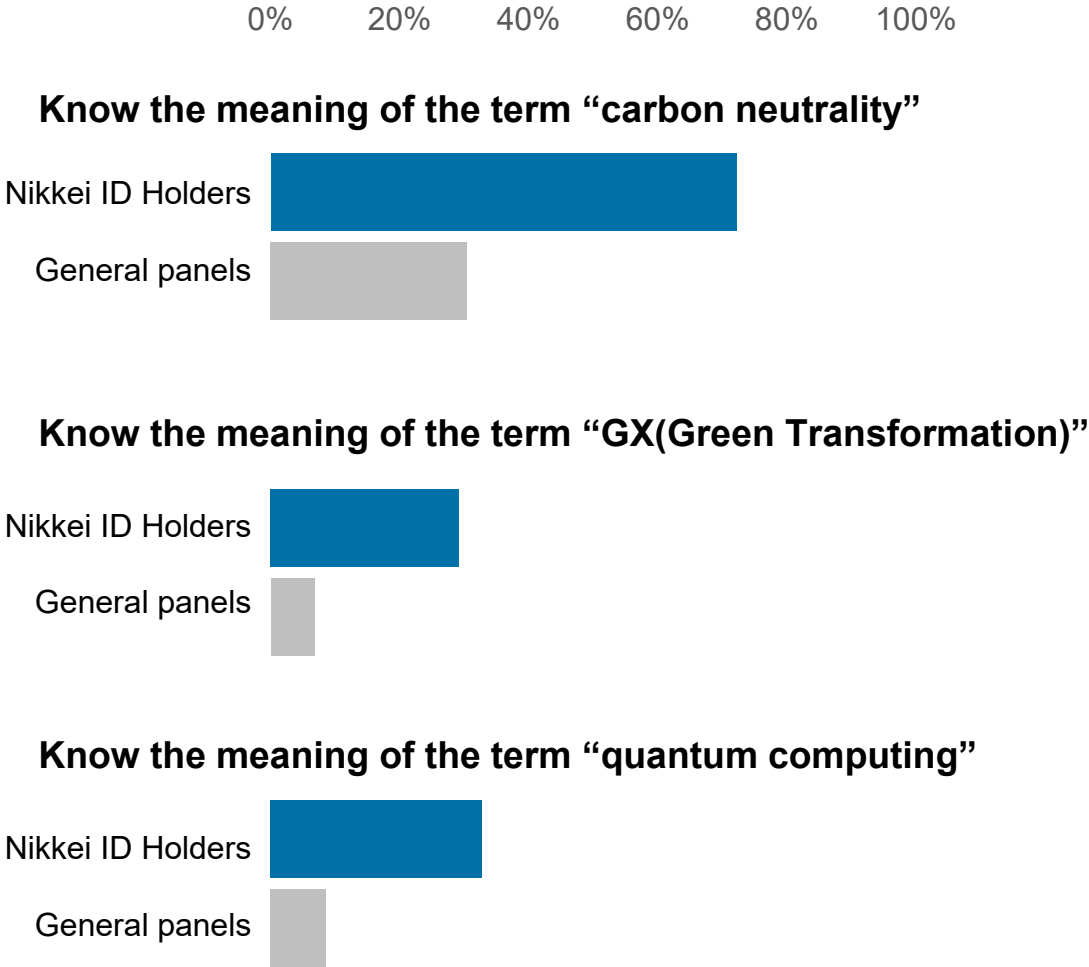 0% 20% 40% 60% 80% 100%
Know the meaning of the term “carbon neutrality”
Nikkei ID Holders
General panels
Know the meaning of the term “GX(Green Transformation)”
Nikkei ID Holders
General panels
Know the meaning of the term “quantum computing”
Nikkei ID Holders
General panels